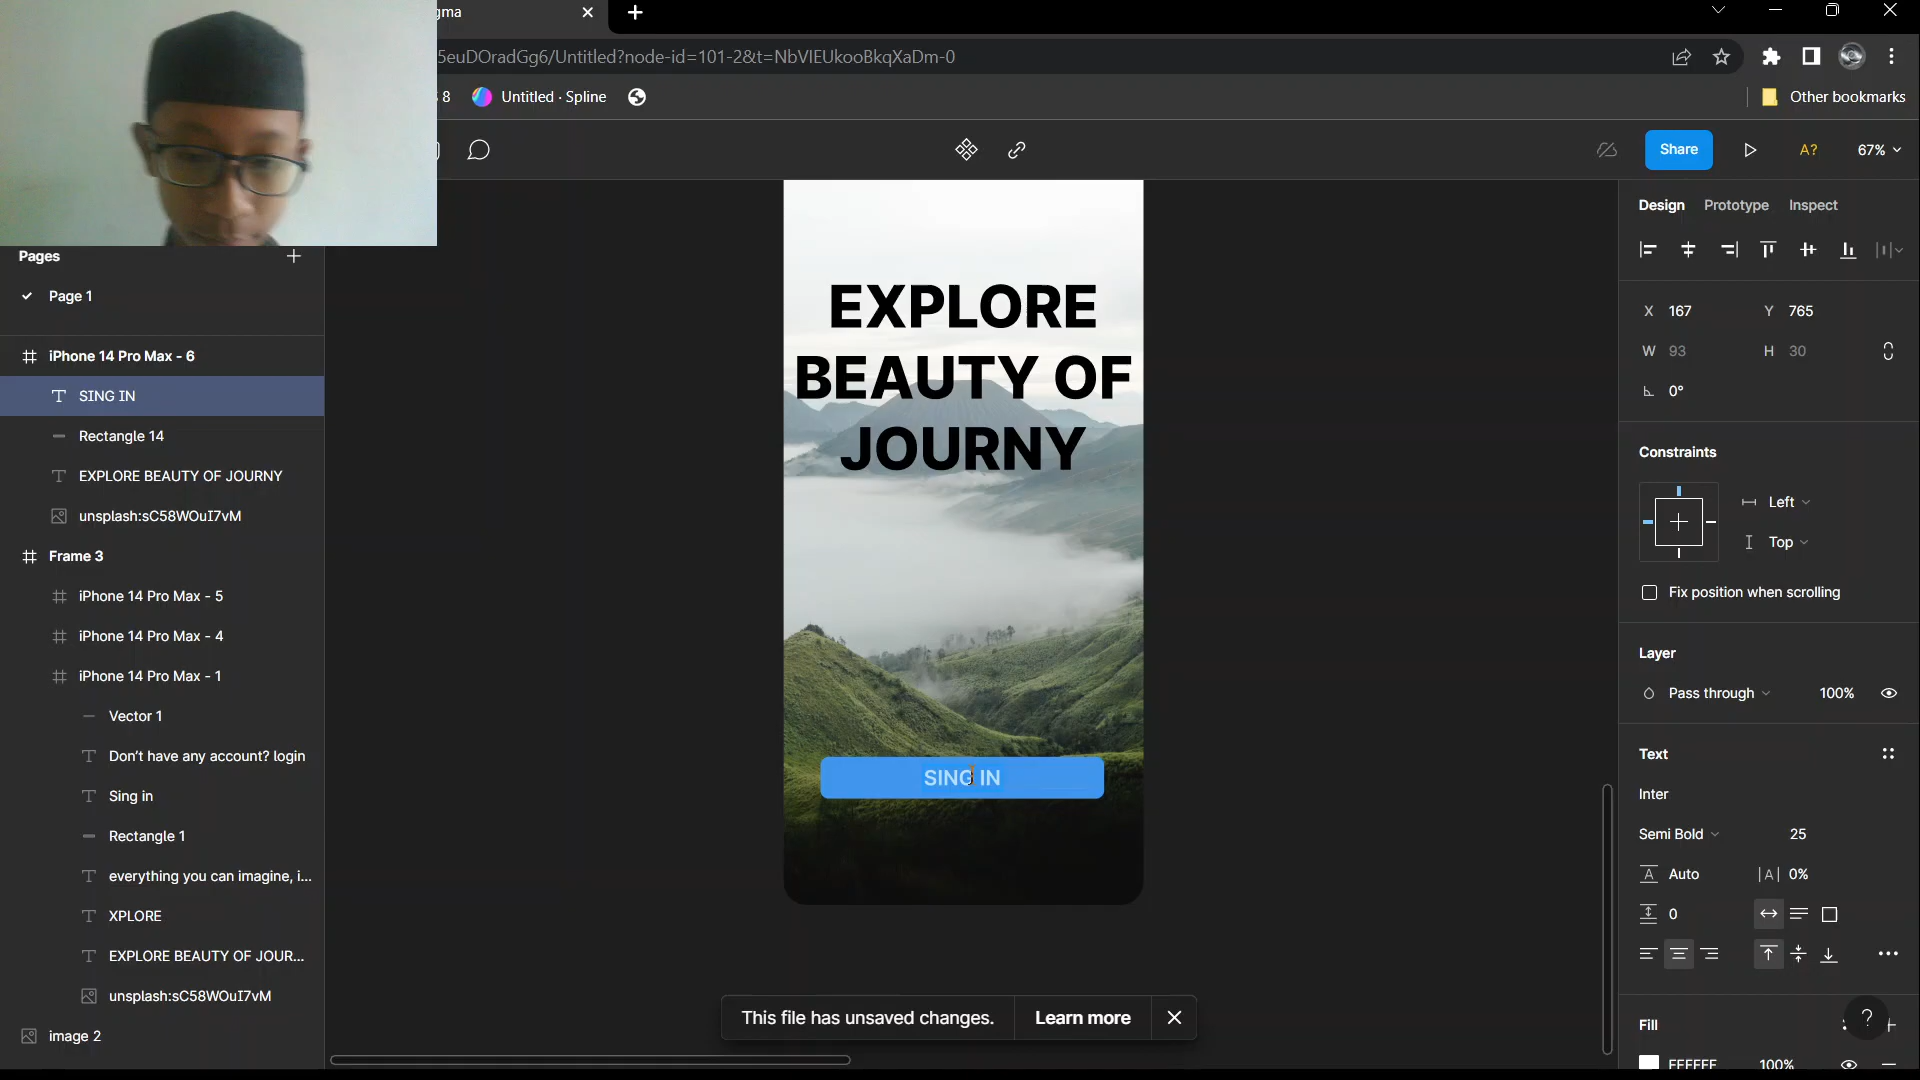 gma
5euDOradGg6/Untitled?node-id=101-2&t=NbVIEUkooBkqXaDm-0
8
Untitled · Spline
Other bookmarks
Share
A?
67%
Pages
Page 1
iPhone 14 Pro Max - 6
SING IN
Rectangle 14
EXPLORE BEAUTY OF JOURNY
unsplash:sC58WOuI7vM
Frame 3
iPhone 14 Pro Max - 5
iPhone 14 Pro Max - 4
iPhone 14 Pro Max - 1
Vector 1
Don't have any account? login
Sing in
Rectangle 1
everything you can imagine, i...
XPLORE
EXPLORE BEAUTY OF JOUR...
unsplash:sC58WOuI7vM
image 2
EXPLORE
BEAUTY OF
JOURNY
SING IN
This file has unsaved changes.
Learn more
Design Prototype Inspect
X 167 Y 765
W 93 H 30
0°
Constraints
Left
Top
Fix position when scrolling
Layer
Pass through 100%
Text
Inter
Semi Bold 25
Auto |A| 0%
0
Fill
?
FFFFFF 100%